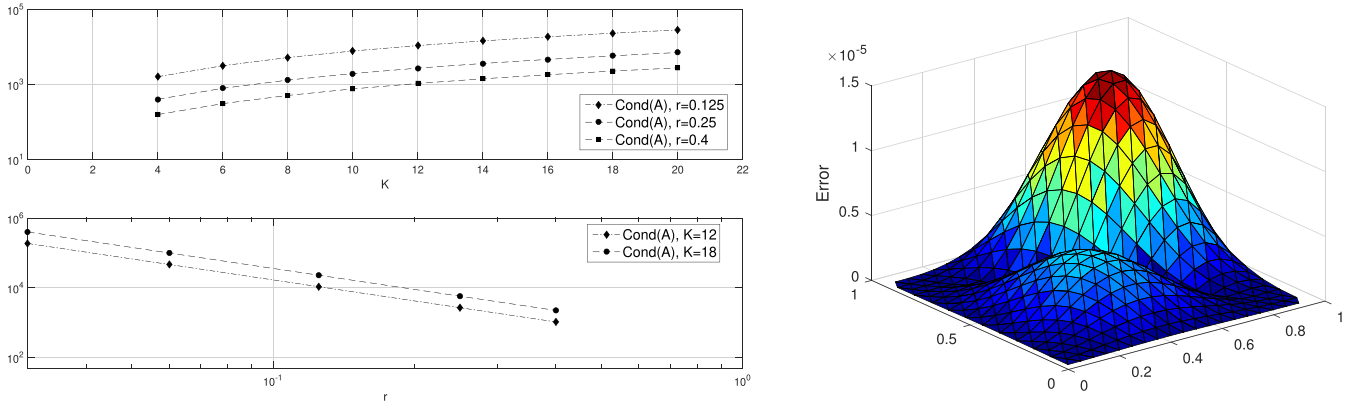 10^5
10^3
10^1
0 2 4 6 8 10 12 14 16 18 20 22
K
Cond(A), r=0.125
Cond(A), r=0.25
Cond(A), r=0.4
10^6
10^4
10^2
10^-1 10^0
r
Cond(A), K=12
Cond(A), K=18
×10^-5
1.5
1
0.5
0
Error
1
0.5
0
0 0.2 0.4 0.6 0.8 1